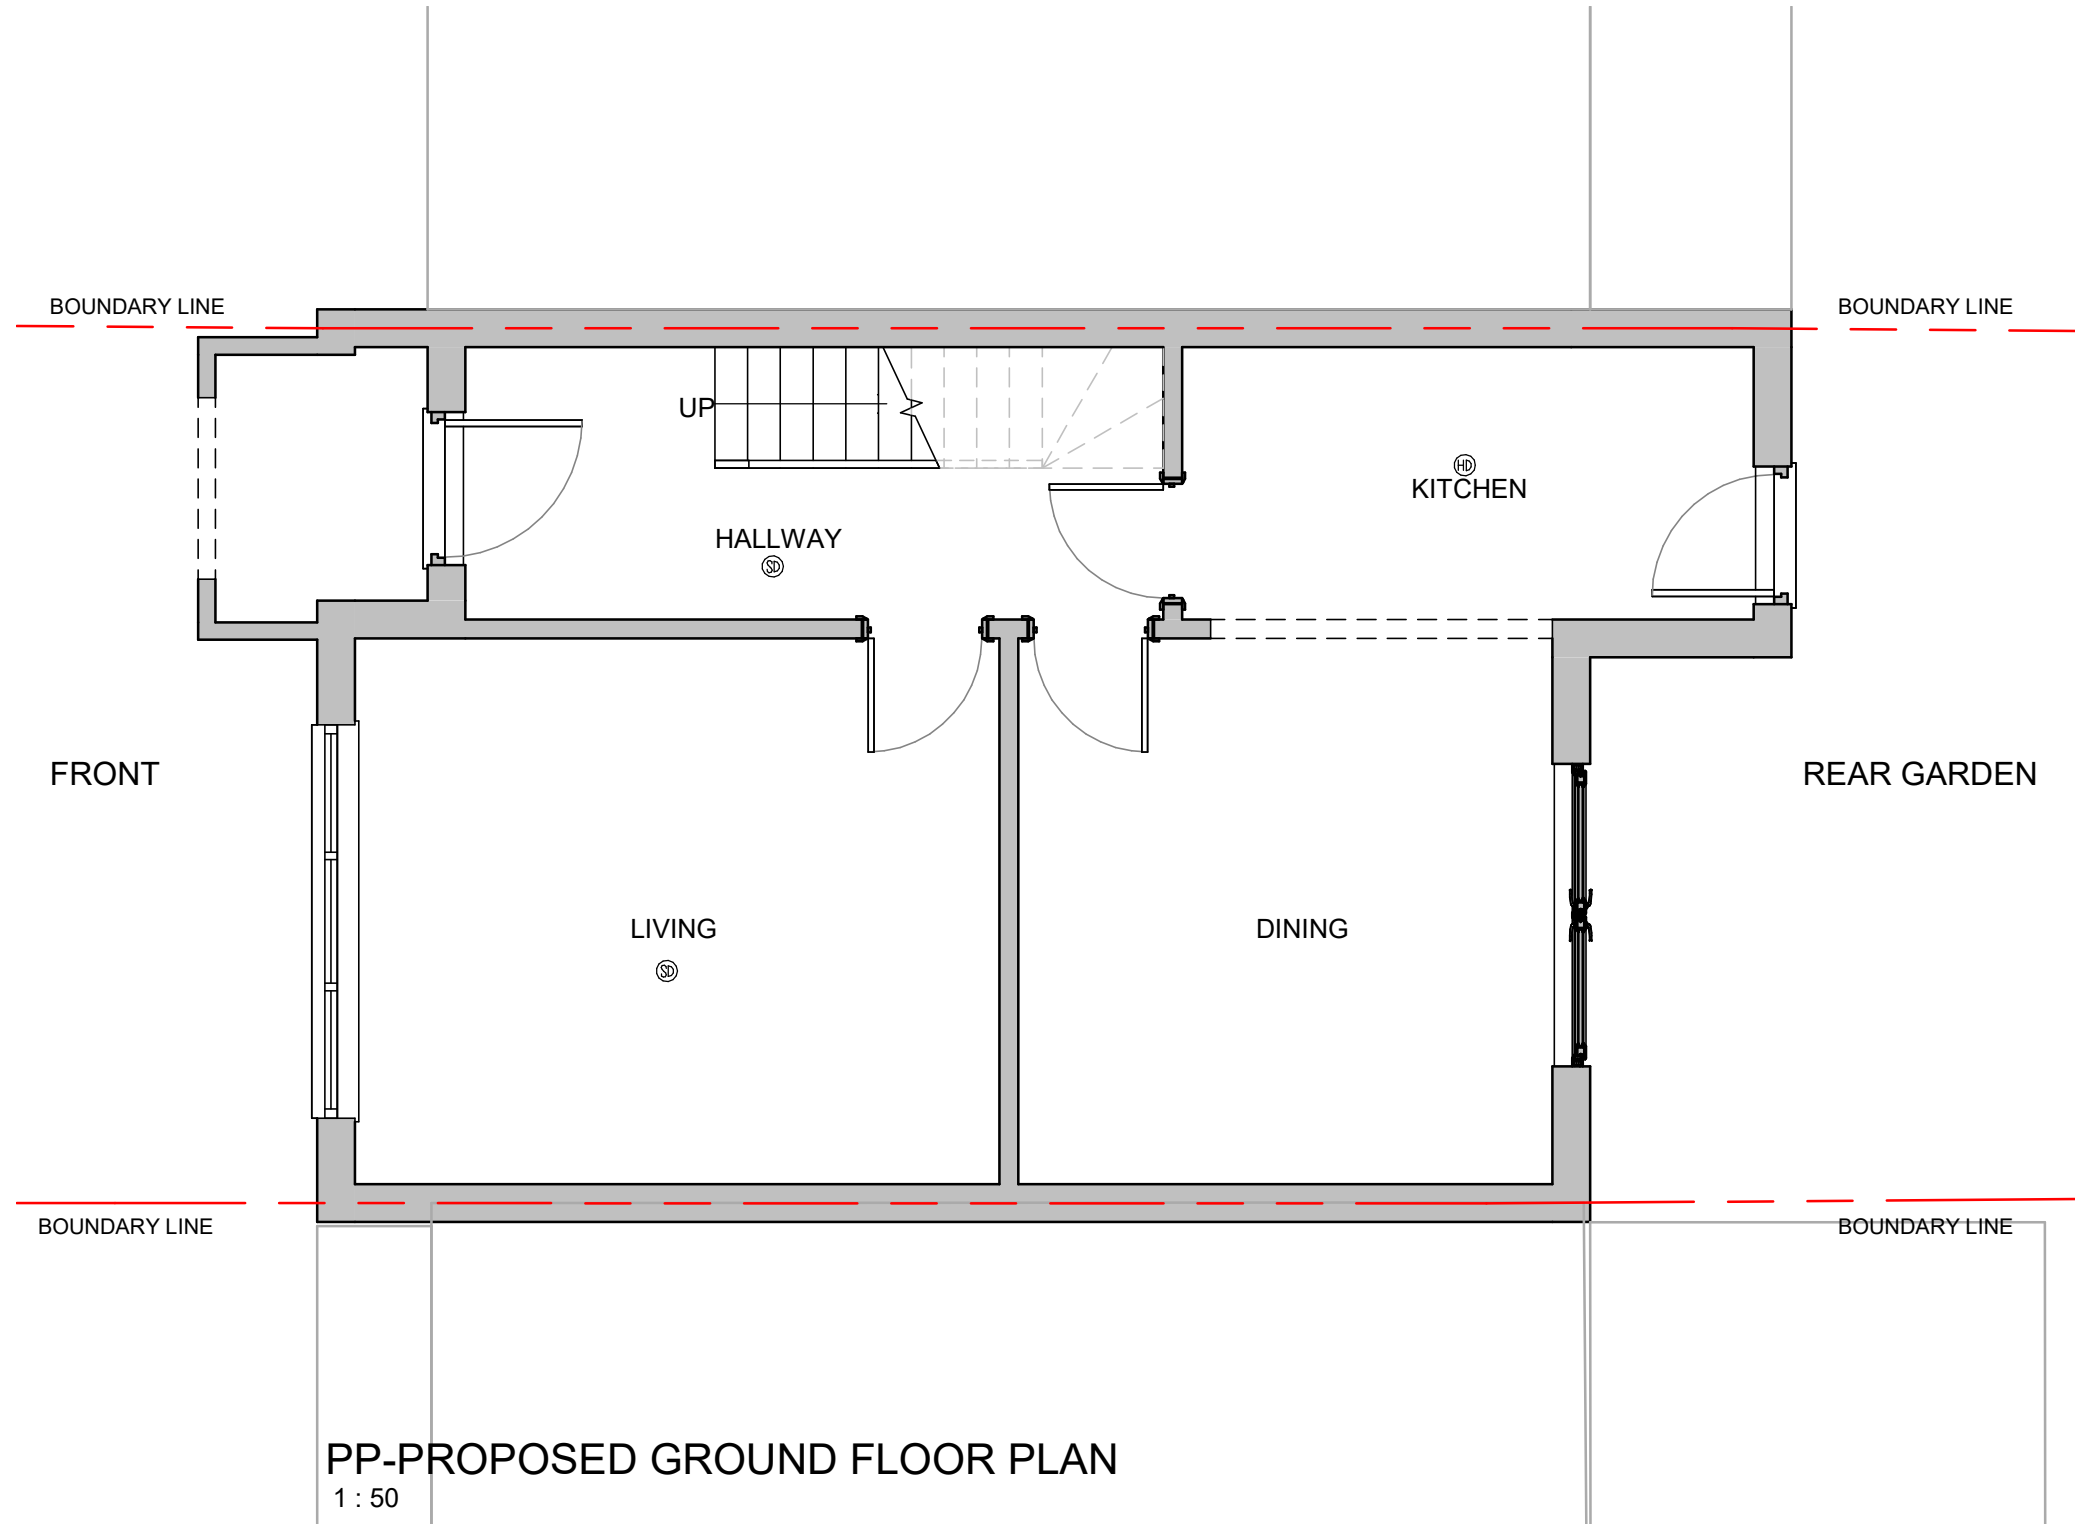 BOUNDARY LINE
BOUNDARY LINE
UP
HD
KITCHEN
HALLWAY
SD
FRONT
REAR GARDEN
LIVING
SD
DINING
BOUNDARY LINE
BOUNDARY LINE
PP-PROPOSED GROUND FLOOR PLAN
1 : 50